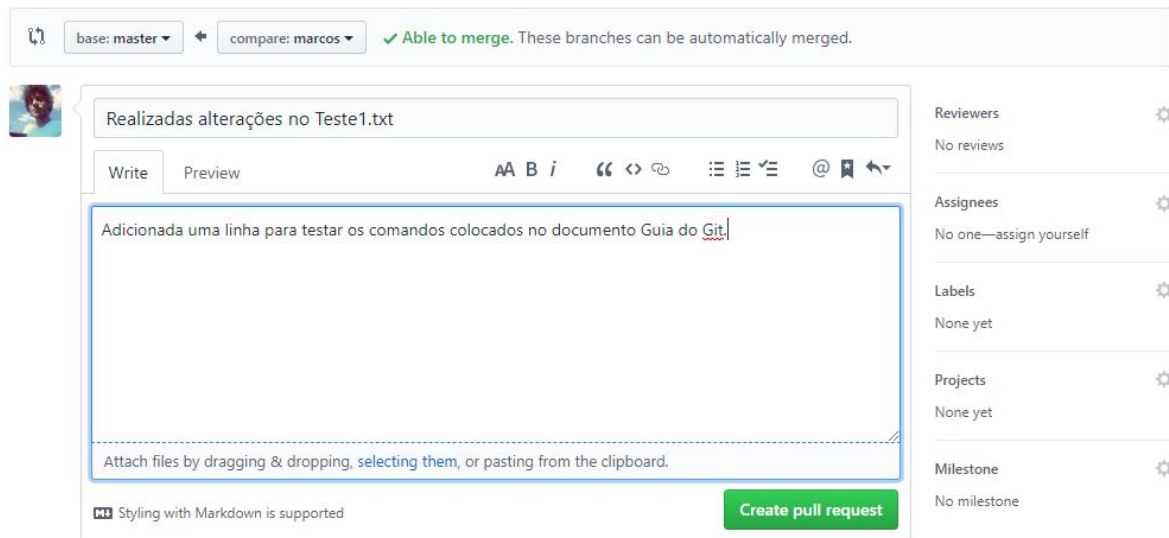 base: master compare: marcos Able to merge. These branches can be automatically merged.
Realizadas alterações no Teste1.txt
Write Preview AA B i
Adicionada uma linha para testar os comandos colocados no documento Guia do Git.
Attach files by dragging & dropping, selecting them, or pasting from the clipboard.
Styling with Markdown is supported
Create pull request
Reviewers
No reviews
Assignees
No one—assign yourself
Labels
None yet
Projects
None yet
Milestone
No milestone